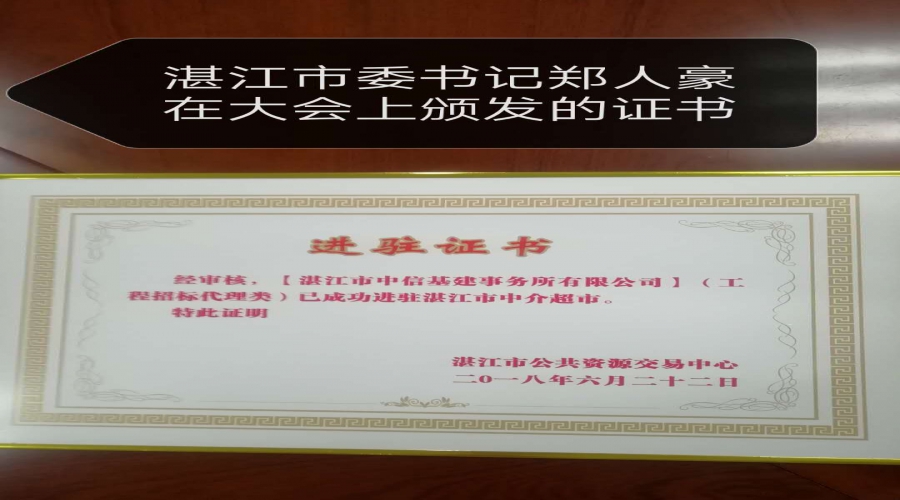 湛江市委书记郑人豪
在大会上颁发的证书
进驻证书
经审核，【湛江市中信基建事务所有限公司】（工
程招标代理类）已成功进驻湛江市中介超市。
特此证明
湛江市公共资源交易中心
二0一八年六月二十二日